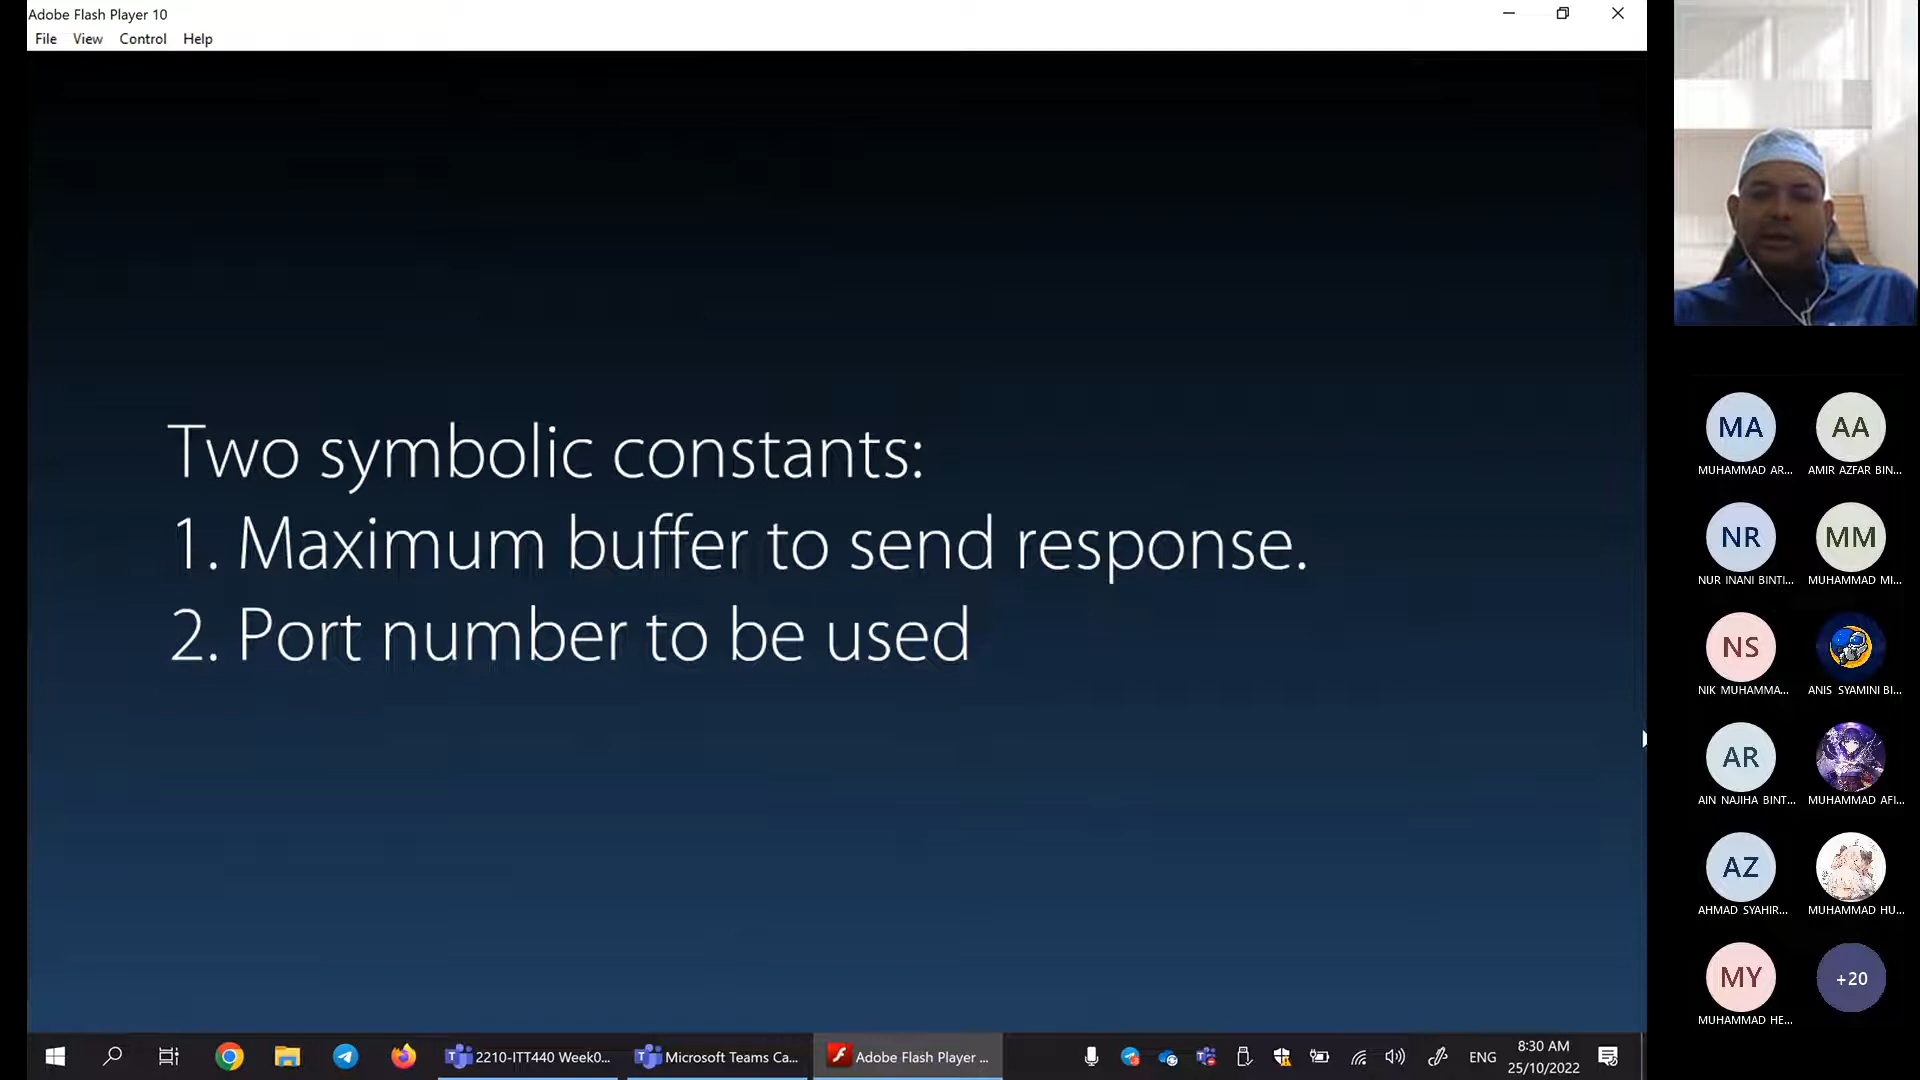 Adobe Flash Player 10
File View Control Help
Two symbolic constants:
1. Maximum buffer to send response.
2. Port number to be used
MA
AA
MUHAMMAD AR...
AMIR AZFAR BIN...
NR
MM
NUR INANI BINTI...
MUHAMMAD MI...
NS
NIK MUHAMMA...
ANIS SYAMINI BI...
AR
AIN NAJIHA BINT...
MUHAMMAD AFI...
AZ
AHMAD SYAHIR...
MUHAMMAD HU...
MY
+20
MUHAMMAD HE...
2210-ITT440 Week0...
Microsoft Teams Ca...
Adobe Flash Player ...
ENG
8:30 AM
25/10/2022